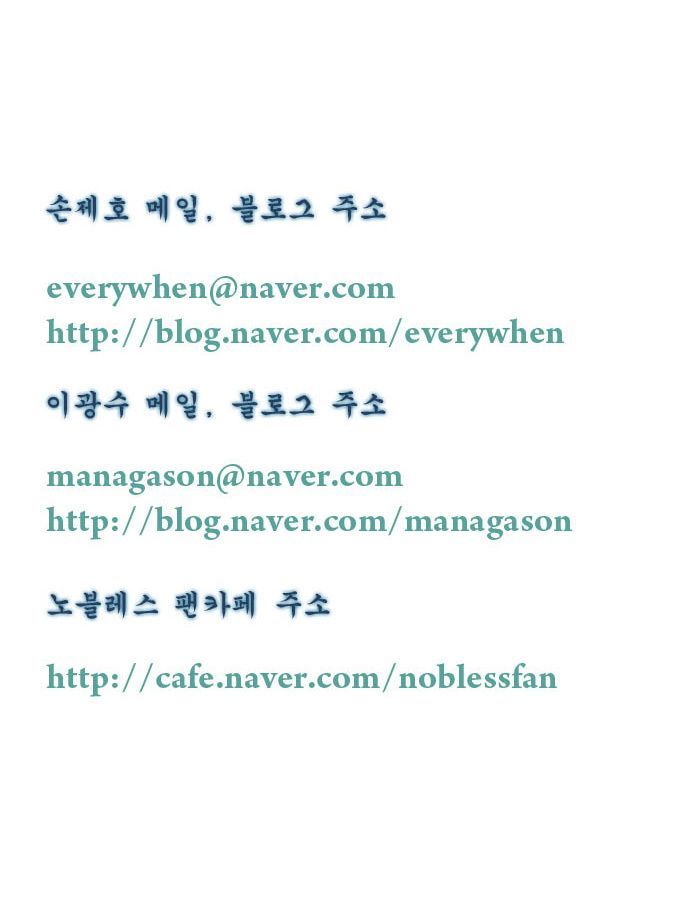 손제호 메일, 블로그 주소
everywhen@naver.com
http://blog.naver.com/everywhen
이광수 메일, 블로그 주소
managason@naver.com
http://blog.naver.com/managason
노블레스 팬카페 주소
http://cafe.naver.com/noblessfan